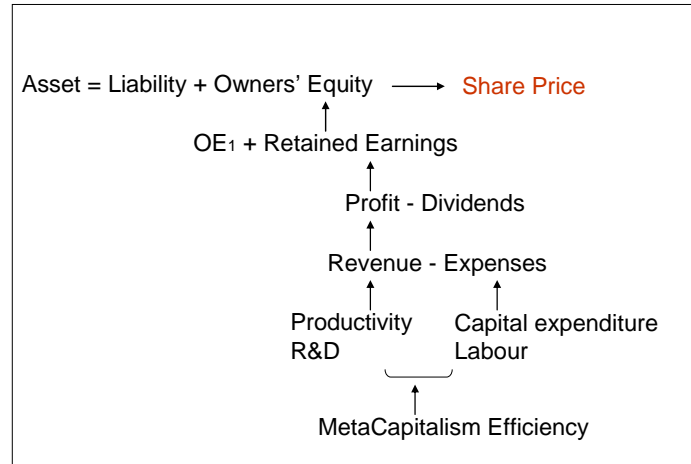 Asset = Liability + Owners’ Equity Share Price
OE1 + Retained Earnings
Profit - Dividends
Revenue - Expenses
Productivity Capital expenditure
R&D Labour
MetaCapitalism Efficiency